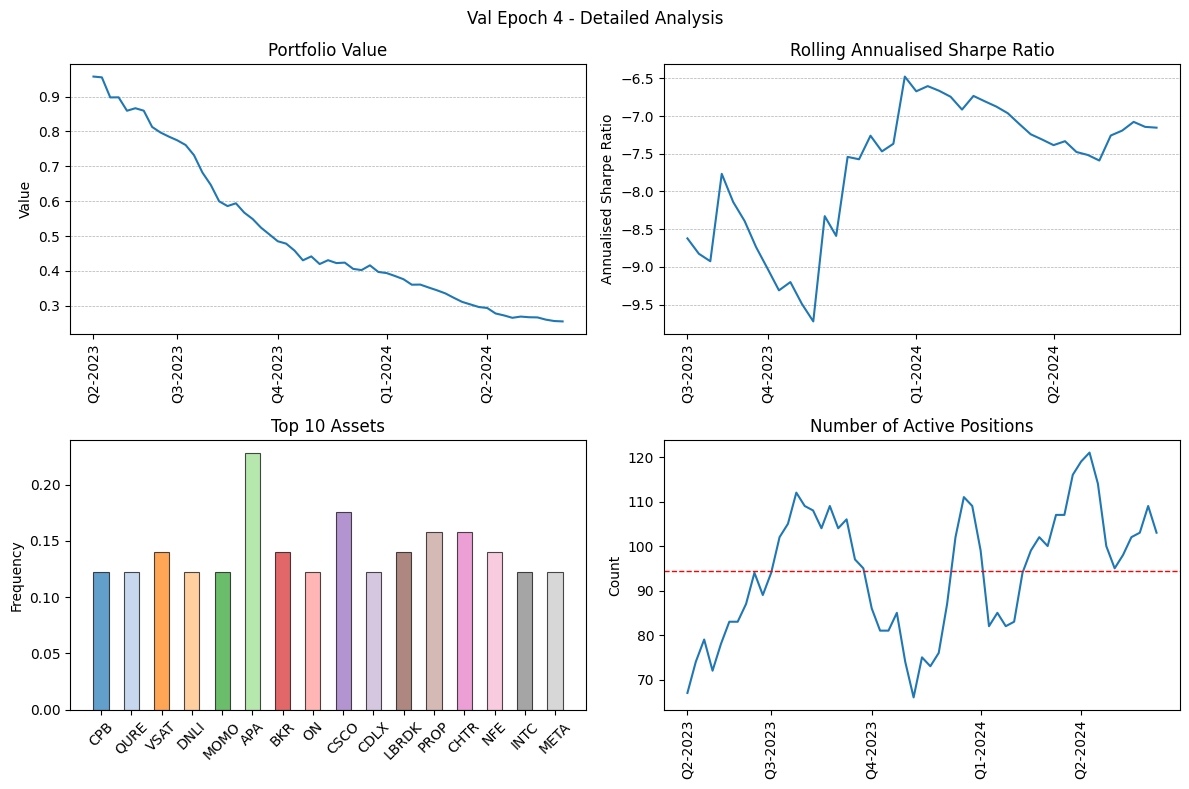 Val Epoch 4 - Detailed Analysis
Portfolio Value
Value
0.9
0.8
0.7
0.6
0.5
0.4
0.3
Q2-2023
Q3-2023
Q4-2023
Q1-2024
Q2-2024
Rolling Annualised Sharpe Ratio
Annualised Sharpe Ratio
−6.5
−7.0
−7.5
−8.0
−8.5
−9.0
−9.5
Q3-2023
Q4-2023
Q1-2024
Q2-2024
Top 10 Assets
Frequency
0.20
0.15
0.10
0.05
0.00
CPB
QURE
VSAT
DNLI
MOMO
APA
BKR
ON
CSCO
CDLX
LBRDK
PROP
CHTR
NFE
INTC
META
Number of Active Positions
Count
120
110
100
90
80
70
Q2-2023
Q3-2023
Q4-2023
Q1-2024
Q2-2024